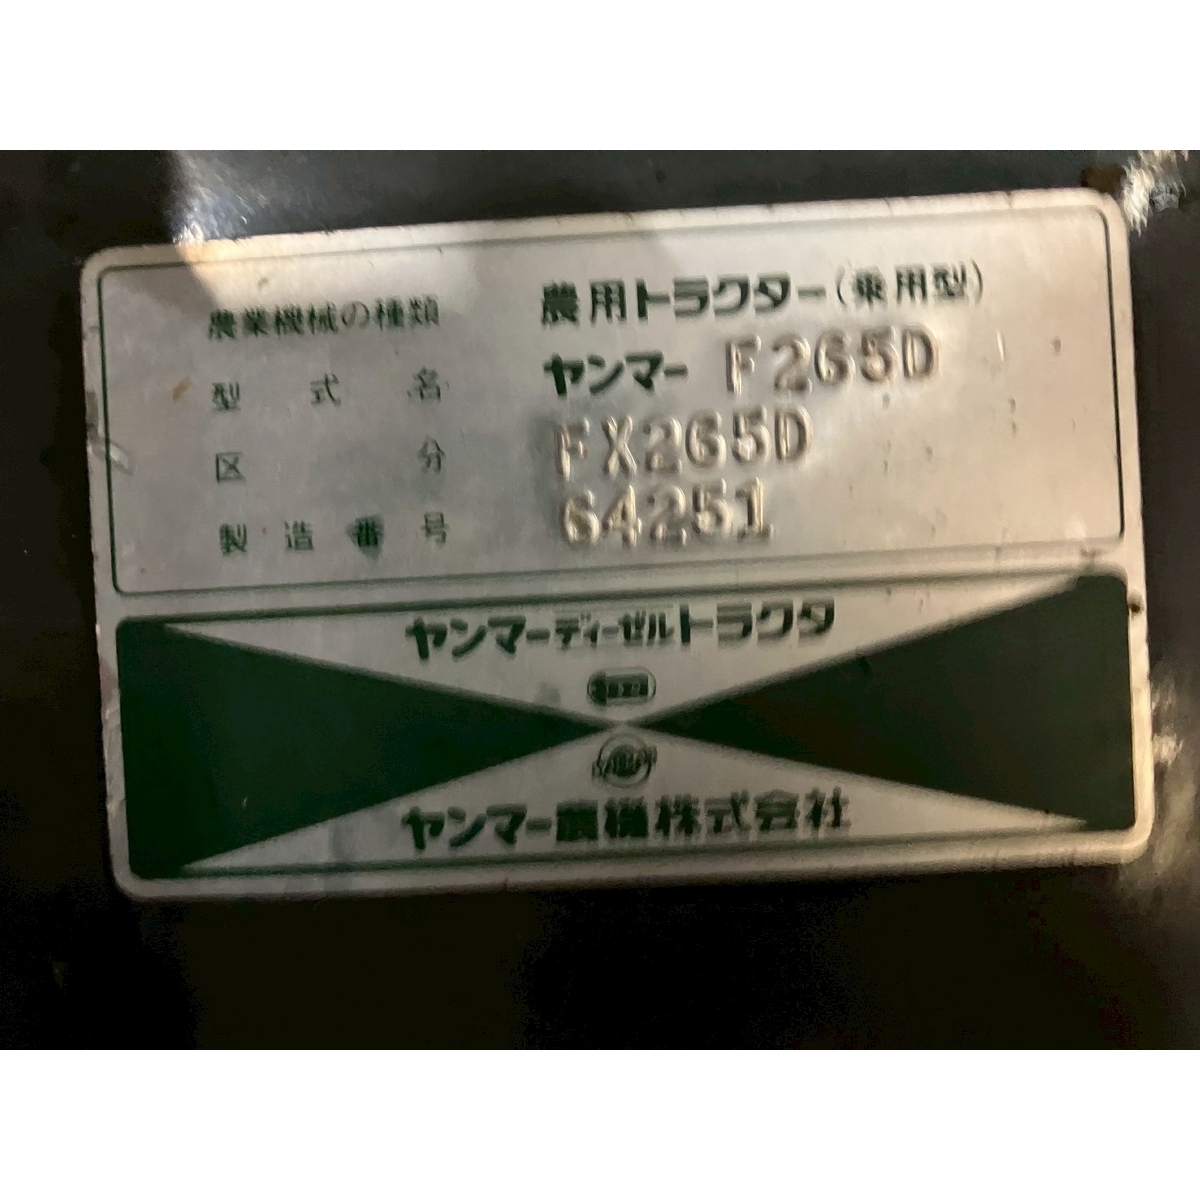 農業機械の種類 農用トラクター(乗用型)
型式名 ヤンマー F265D
区分 FX265D
製造番号 64251
ヤンマーディーゼルトラクタ
ヤンマー農機株式会社